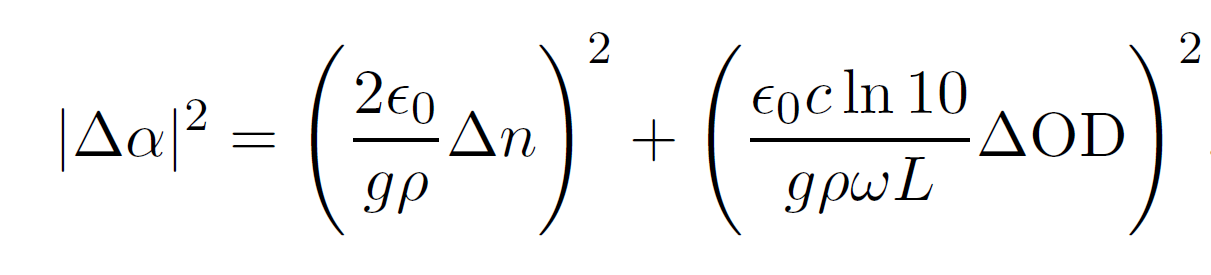 |Δα|² = (2ϵ₀/gρ Δn)² + (ϵ₀c ln 10/gρωL ΔOD)²